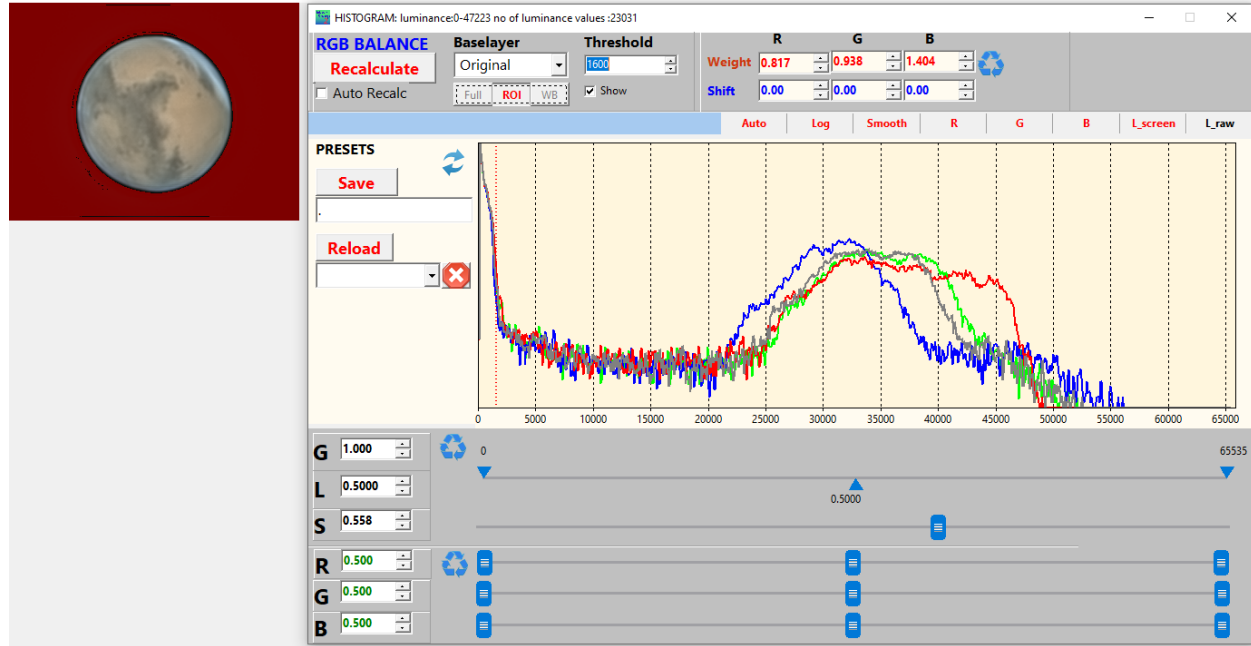 HISTOGRAM: luminance:0-47223 no of luminance values :23031
RGB BALANCE Baselayer Threshold R G B
Recalculate Original 1600 Weight 0.817 0.938 1.404
Auto Recalc Full ROI WB Show Shift 0.00 0.00 0.00
Auto Log Smooth R G B L_screen L_raw
PRESETS
Save
.
Reload
0 5000 10000 15000 20000 25000 30000 35000 40000 45000 50000 55000 60000 65000
G 1.000 0 65535
L 0.5000 0.5000
S 0.558
R 0.500
G 0.500
B 0.500